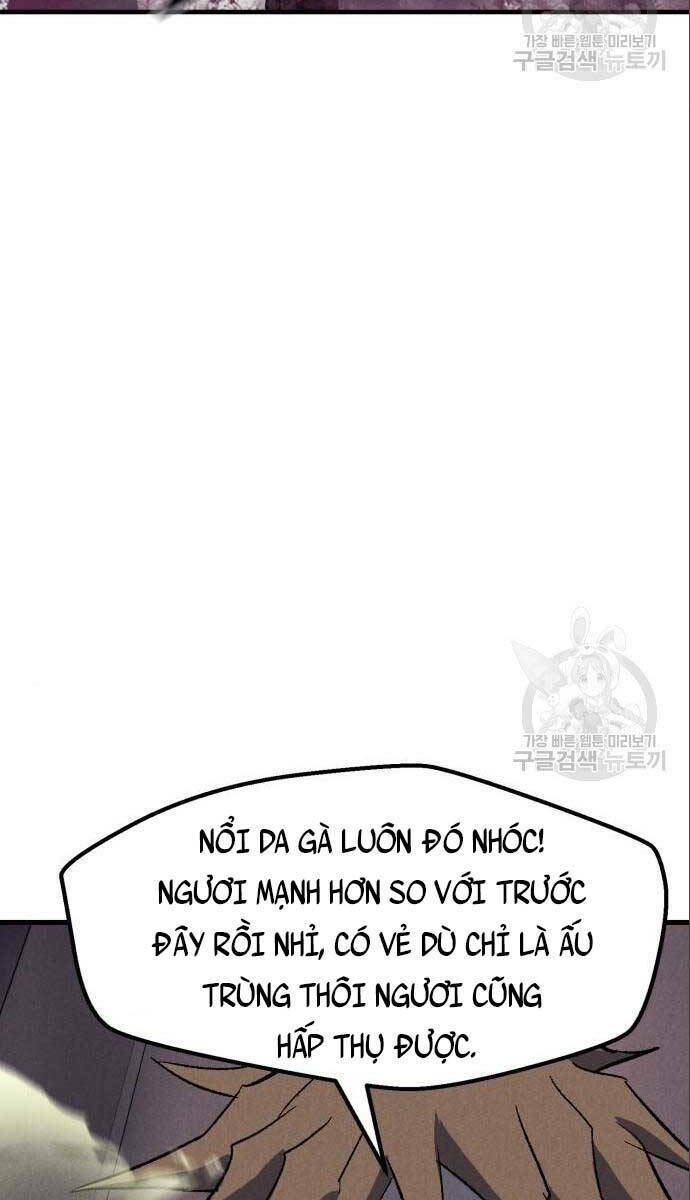 가장 빠른 웹툰 미리보기
구글검색 뉴토끼
가장 빠른 웹툰 미리보기
구글검색 뉴토끼
NỔI DA GÀ LUÔN ĐÓ NHÓC!
NGƯƠI MẠNH HƠN SO VỚI TRƯỚC
ĐÂY RỒI NHỈ, CÓ VẺ DÙ CHỈ LÀ ẤU
TRÙNG THÔI NGƯƠI CŨNG
HẤP THỤ ĐƯỢC.